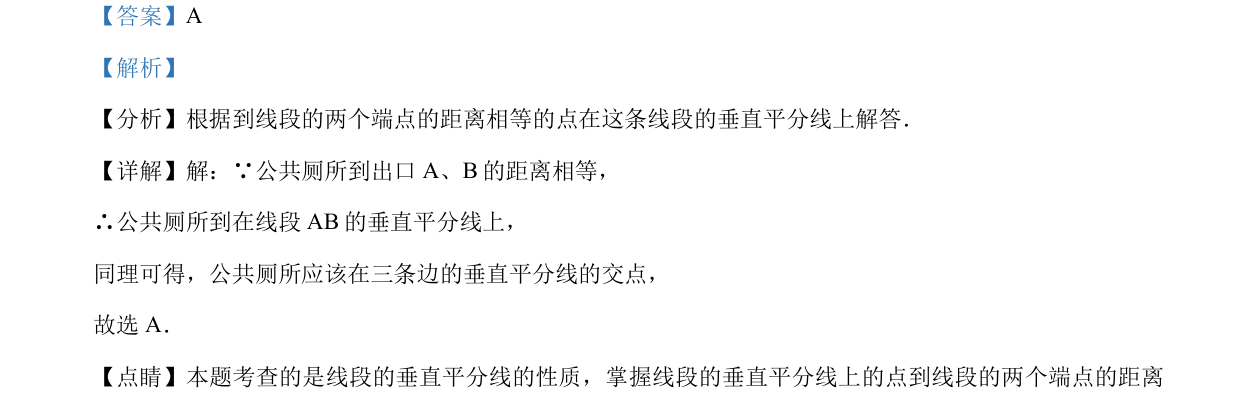 【答案】A
【解析】
【分析】根据到线段的两个端点的距离相等的点在这条线段的垂直平分线上解答．
【详解】解：∵公共厕所到出口 A、B 的距离相等，
∴公共厕所到在线段 AB 的垂直平分线上，
同理可得，公共厕所应该在三条边的垂直平分线的交点，
故选 A．
【点睛】本题考查的是线段的垂直平分线的性质，掌握线段的垂直平分线上的点到线段的两个端点的距离